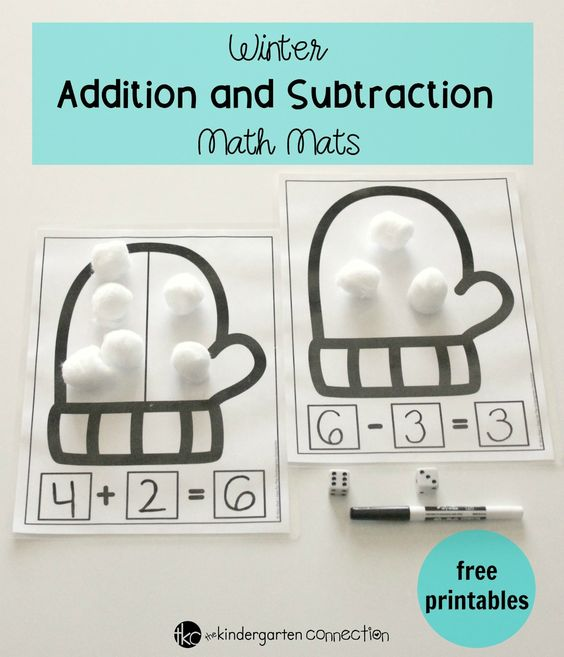 Winter
Addition and Subtraction
Math Mats
6 - 3 = 3
4 + 2 = 6
free
printables
tkc the kindergarten connection